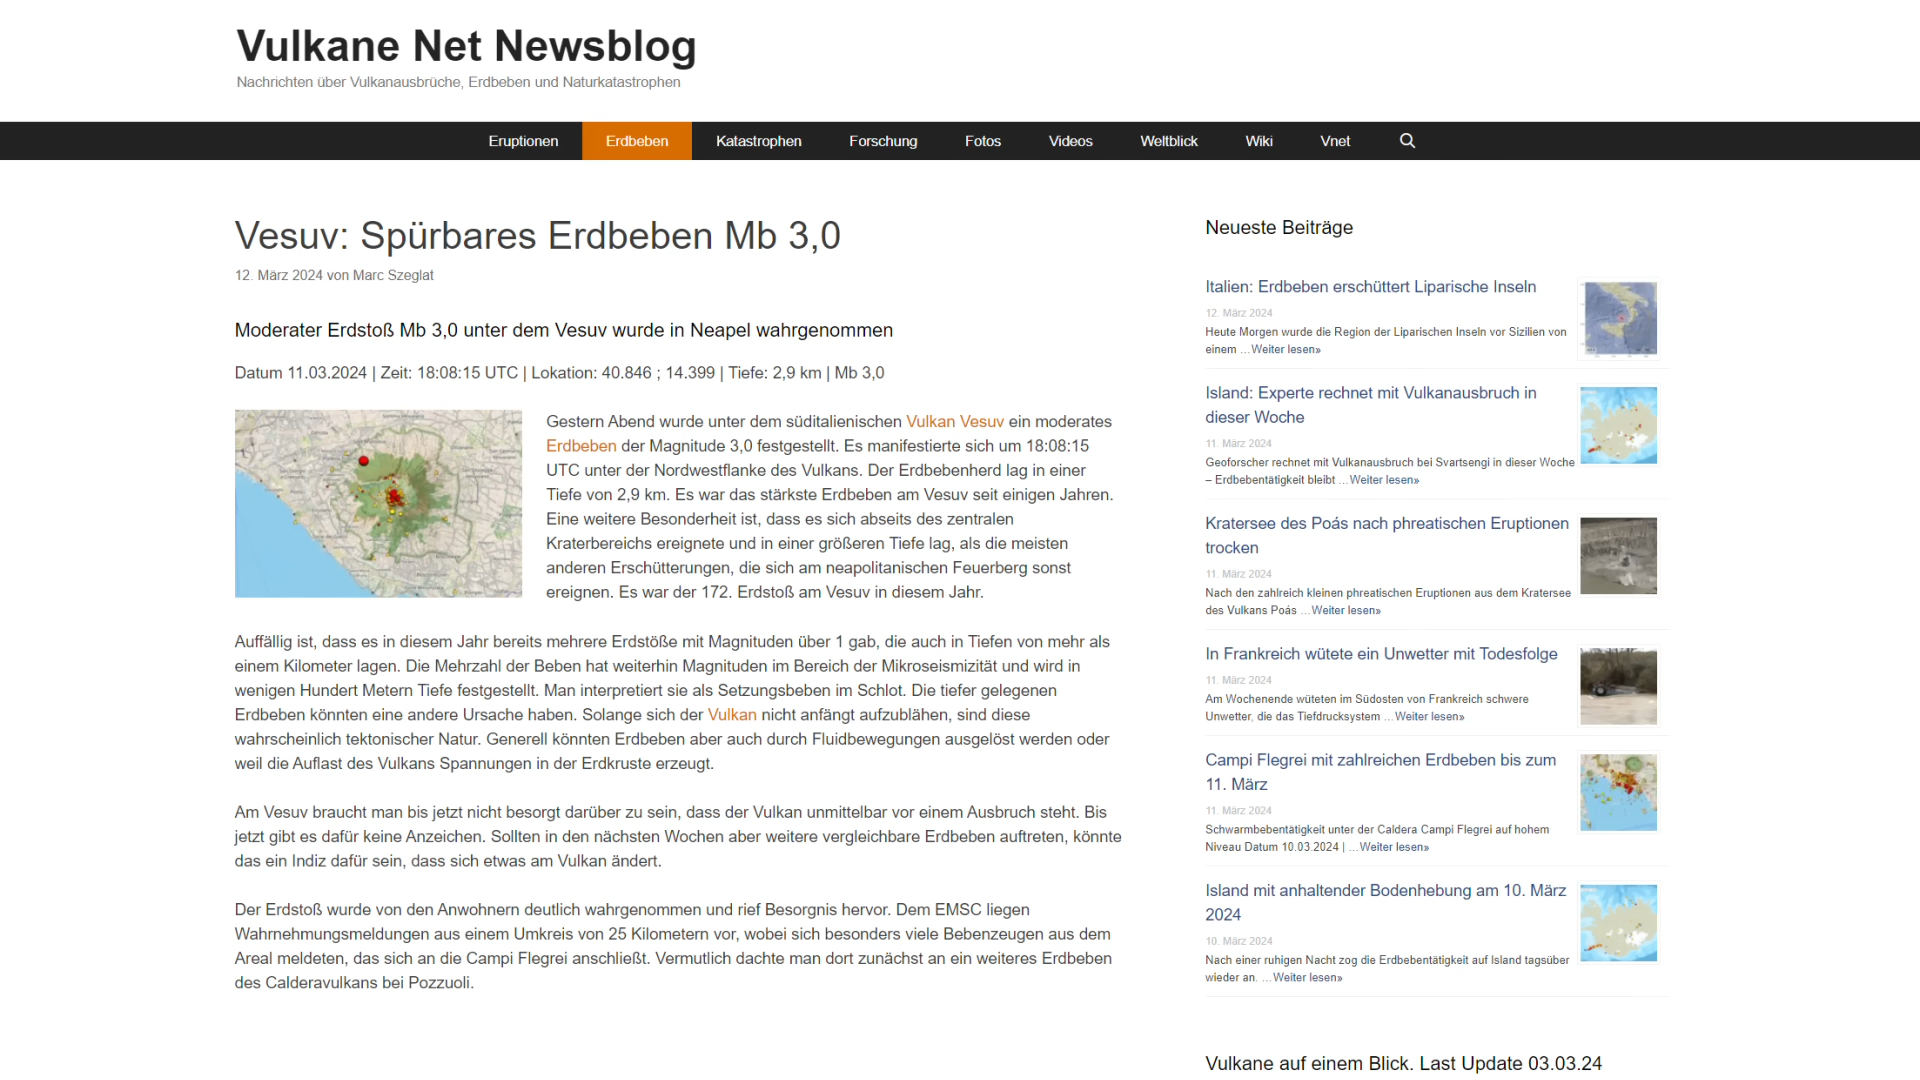 Vulkane Net Newsblog
Nachrichten über Vulkanausbrüche, Erdbeben und Naturkatastrophen
Eruptionen Erdbeben Katastrophen Forschung Fotos Videos Weltblick Wiki Vnet
Vesuv: Spürbares Erdbeben Mb 3,0
12. März 2024 von Marc Szeglat
Moderater Erdstoß Mb 3,0 unter dem Vesuv wurde in Neapel wahrgenommen
Datum 11.03.2024 | Zeit: 18:08:15 UTC | Lokation: 40.846 ; 14.399 | Tiefe: 2,9 km | Mb 3,0
Gestern Abend wurde unter dem süditalienischen Vulkan Vesuv ein moderates
Erdbeben der Magnitude 3,0 festgestellt. Es manifestierte sich um 18:08:15
UTC unter der Nordwestflanke des Vulkans. Der Erdbebenherd lag in einer
Tiefe von 2,9 km. Es war das stärkste Erdbeben am Vesuv seit einigen Jahren.
Eine weitere Besonderheit ist, dass es sich abseits des zentralen
Kraterbereichs ereignete und in einer größeren Tiefe lag, als die meisten
anderen Erschütterungen, die sich am neapolitanischen Feuerberg sonst
ereignen. Es war der 172. Erdstoß am Vesuv in diesem Jahr.
Auffällig ist, dass es in diesem Jahr bereits mehrere Erdstöße mit Magnituden über 1 gab, die auch in Tiefen von mehr als
einem Kilometer lagen. Die Mehrzahl der Beben hat weiterhin Magnituden im Bereich der Mikroseismizität und wird in
wenigen Hundert Metern Tiefe festgestellt. Man interpretiert sie als Setzungsbeben im Schlot. Die tiefer gelegenen
Erdbeben könnten eine andere Ursache haben. Solange sich der Vulkan nicht anfängt aufzublähen, sind diese
wahrscheinlich tektonischer Natur. Generell könnten Erdbeben aber auch durch Fluidbewegungen ausgelöst werden oder
weil die Auflast des Vulkans Spannungen in der Erdkruste erzeugt.
Am Vesuv braucht man bis jetzt nicht besorgt darüber zu sein, dass der Vulkan unmittelbar vor einem Ausbruch steht. Bis
jetzt gibt es dafür keine Anzeichen. Sollten in den nächsten Wochen aber weitere vergleichbare Erdbeben auftreten, könnte
das ein Indiz dafür sein, dass sich etwas am Vulkan ändert.
Der Erdstoß wurde von den Anwohnern deutlich wahrgenommen und rief Besorgnis hervor. Dem EMSC liegen
Wahrnehmungsmeldungen aus einem Umkreis von 25 Kilometern vor, wobei sich besonders viele Bebenzeugen aus dem
Areal meldeten, das sich an die Campi Flegrei anschließt. Vermutlich dachte man dort zunächst an ein weiteres Erdbeben
des Calderavulkans bei Pozzuoli.
Neueste Beiträge
Italien: Erdbeben erschüttert Liparische Inseln
12. März 2024
Heute Morgen wurde die Region der Liparischen Inseln vor Sizilien von
einem ...Weiter lesen»
Island: Experte rechnet mit Vulkanausbruch in
dieser Woche
11. März 2024
Geoforscher rechnet mit Vulkanausbruch bei Svartsengi in dieser Woche
– Erdbebentätigkeit bleibt ...Weiter lesen»
Kratersee des Poás nach phreatischen Eruptionen
trocken
11. März 2024
Nach den zahlreich kleinen phreatischen Eruptionen aus dem Kratersee
des Vulkans Poás ...Weiter lesen»
In Frankreich wütete ein Unwetter mit Todesfolge
11. März 2024
Am Wochenende wüteten im Südosten von Frankreich schwere
Unwetter, die das Tiefdrucksystem ...Weiter lesen»
Campi Flegrei mit zahlreichen Erdbeben bis zum
11. März
11. März 2024
Schwarmbebentätigkeit unter der Caldera Campi Flegrei auf hohem
Niveau Datum 10.03.2024 | ...Weiter lesen»
Island mit anhaltender Bodenhebung am 10. März
2024
10. März 2024
Nach einer ruhigen Nacht zog die Erdbebentätigkeit auf Island tagsüber
wieder an. ...Weiter lesen»
Vulkane auf einem Blick. Last Update 03.03.24